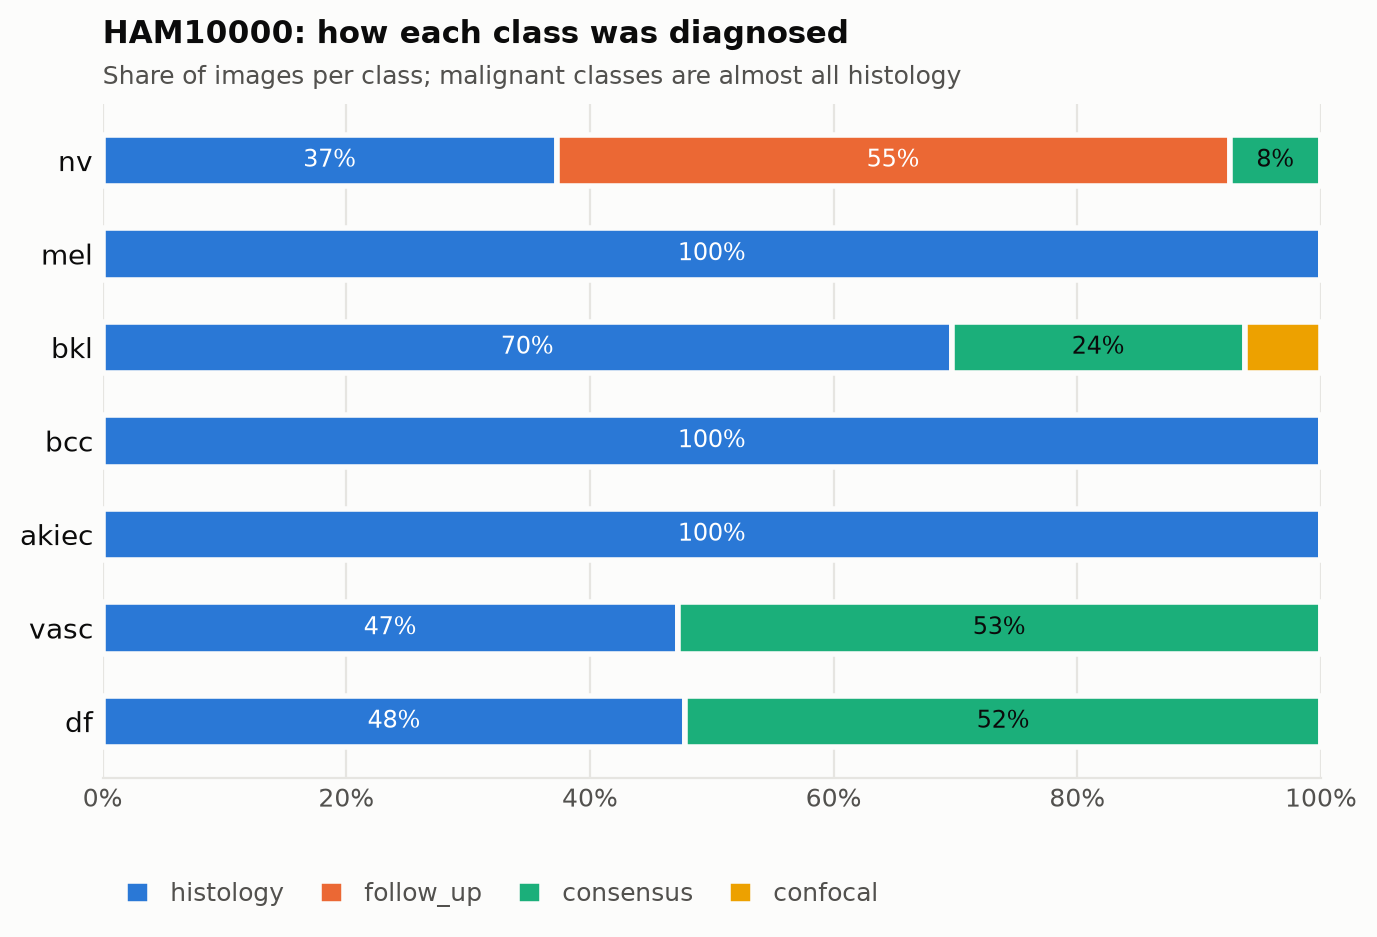 HAM10000: how each class was diagnosed
Share of images per class; malignant classes are almost all histology
nv 37% 55% 8%
mel 100%
bkl 70% 24%
bcc 100%
akiec 100%
vasc 47% 53%
df 48% 52%
0% 20% 40% 60% 80% 100%
histology follow_up consensus confocal